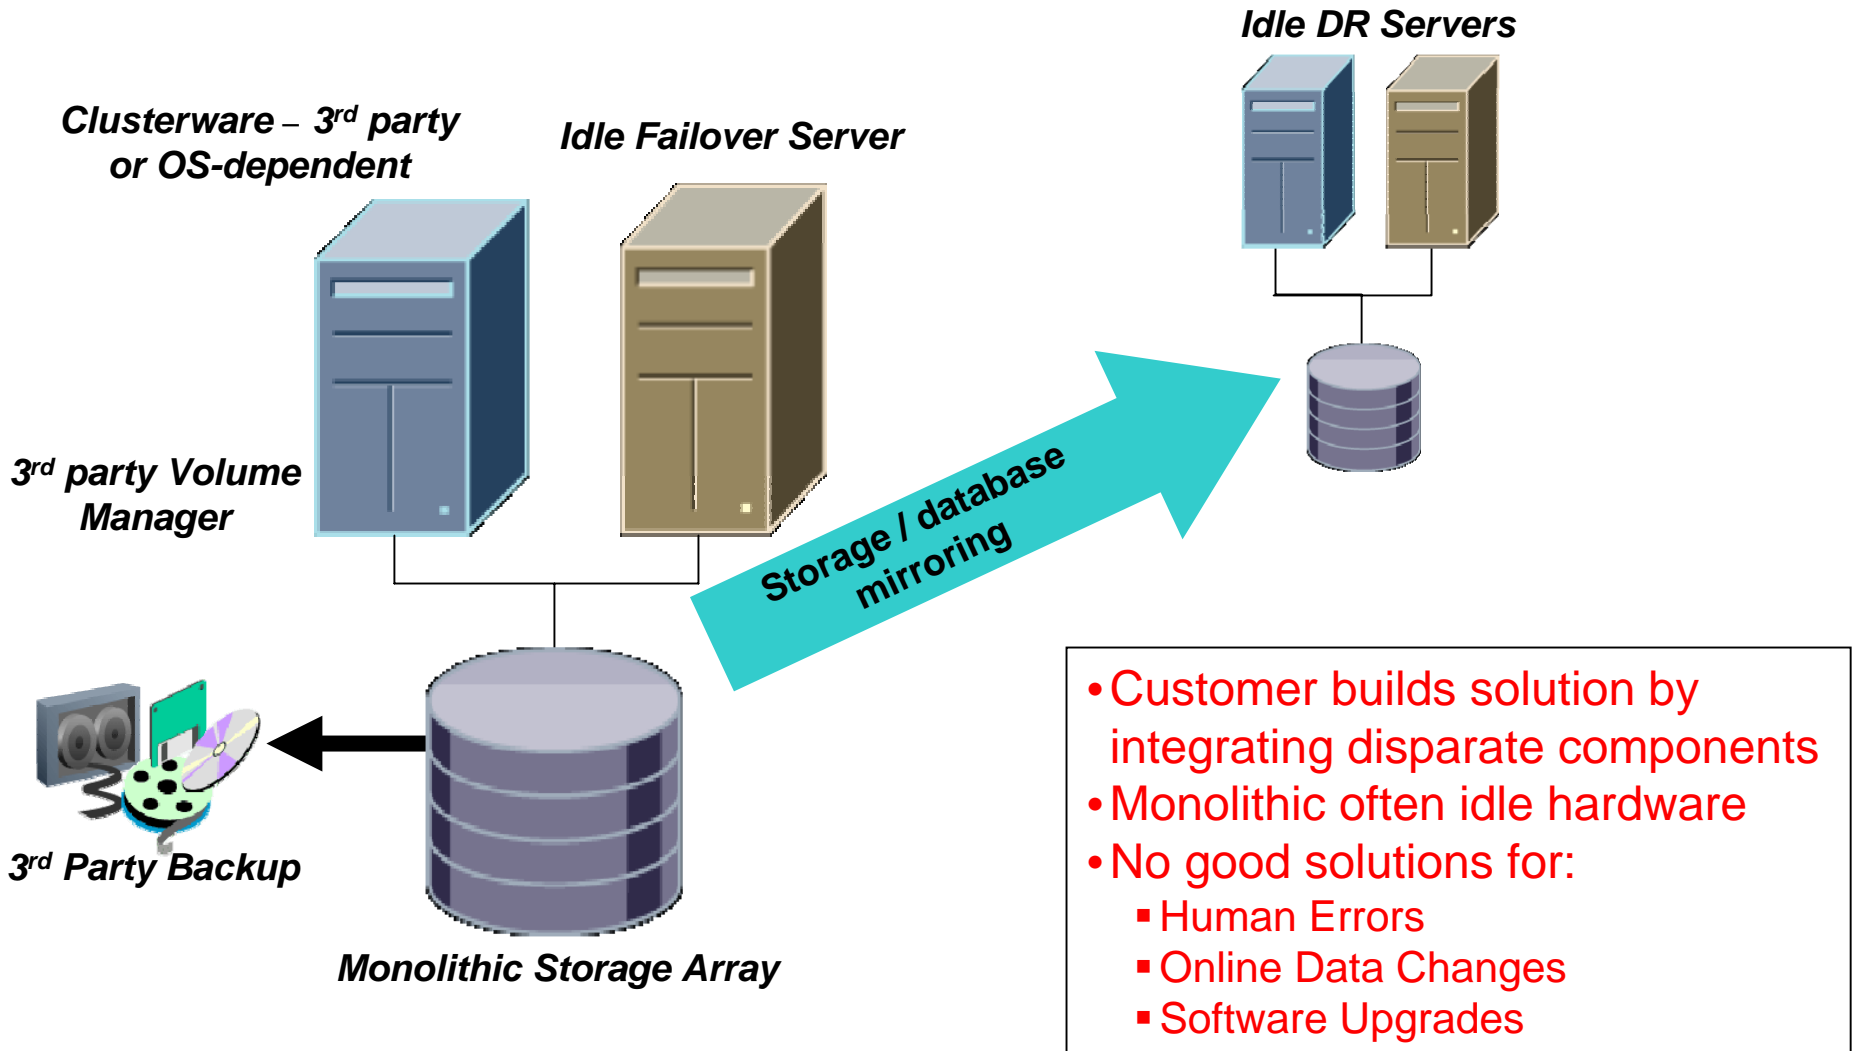 Idle DR Servers
Clusterware – 3rd party
or OS-dependent
Idle Failover Server
3rd party Volume
Manager
Storage / database
mirroring
3rd Party Backup
Monolithic Storage Array
•Customer builds solution by
integrating disparate components
•Monolithic often idle hardware
•No good solutions for:
▪Human Errors
▪Online Data Changes
▪Software Upgrades